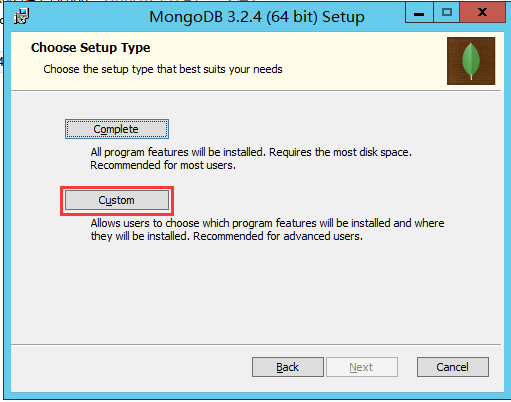 MongoDB 3.2.4 (64 bit) Setup
Choose Setup Type
Choose the setup type that best suits your needs
Complete
All program features will be installed. Requires the most disk space.
Recommended for most users.
Custom
Allows users to choose which program features will be installed and where
they will be installed. Recommended for advanced users.
Back
Next
Cancel